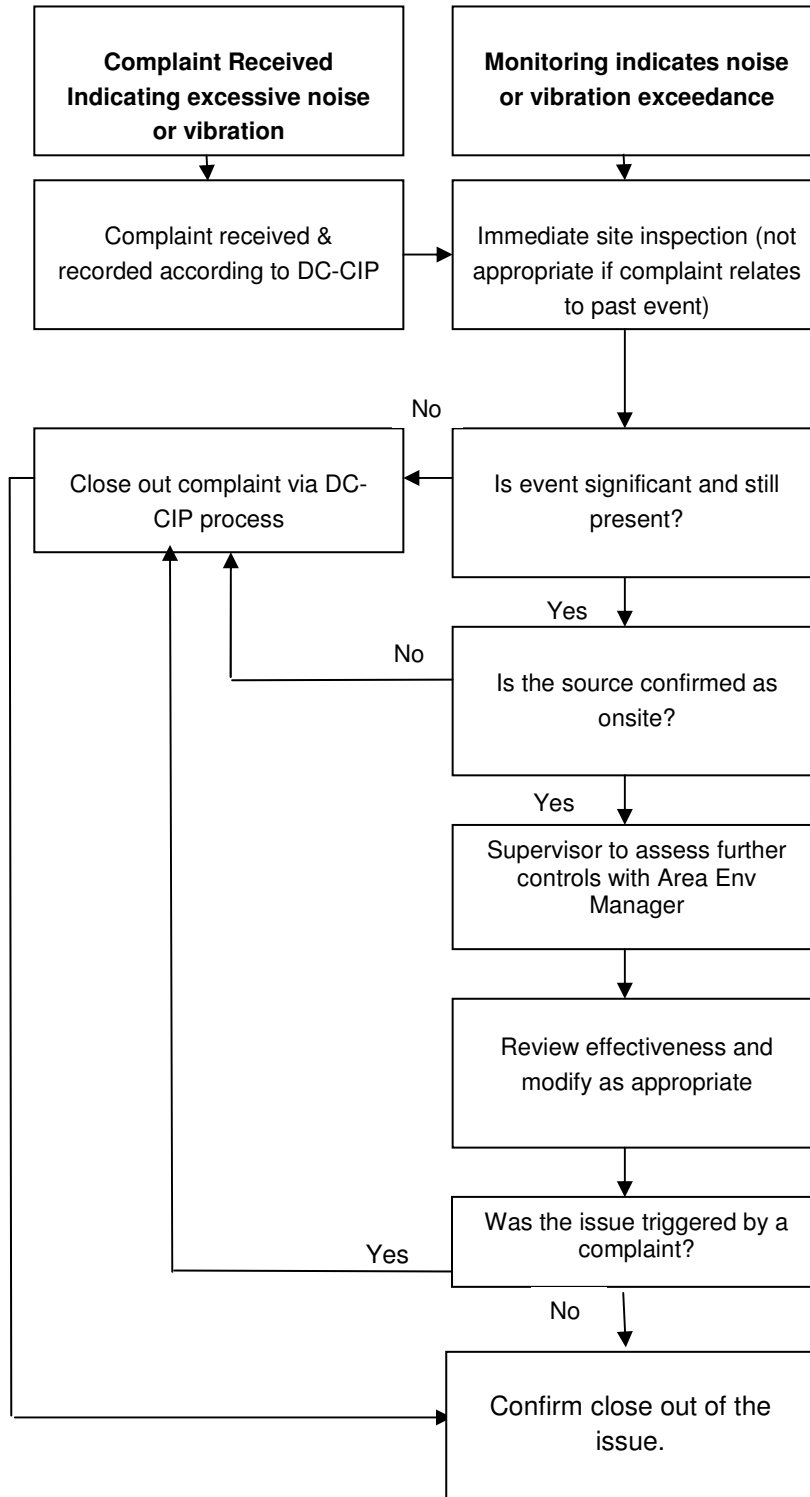 Complaint Received
Indicating excessive noise
or vibration
Monitoring indicates noise
or vibration exceedance
Complaint received &
recorded according to DC-CIP
Immediate site inspection (not
appropriate if complaint relates
to past event)
No
Close out complaint via DC-
CIP process
Is event significant and still
present?
Yes
No
Is the source confirmed as
onsite?
Yes
Supervisor to assess further
controls with Area Env
Manager
Review effectiveness and
modify as appropriate
Was the issue triggered by a
complaint?
Yes
No
Confirm close out of the
issue.